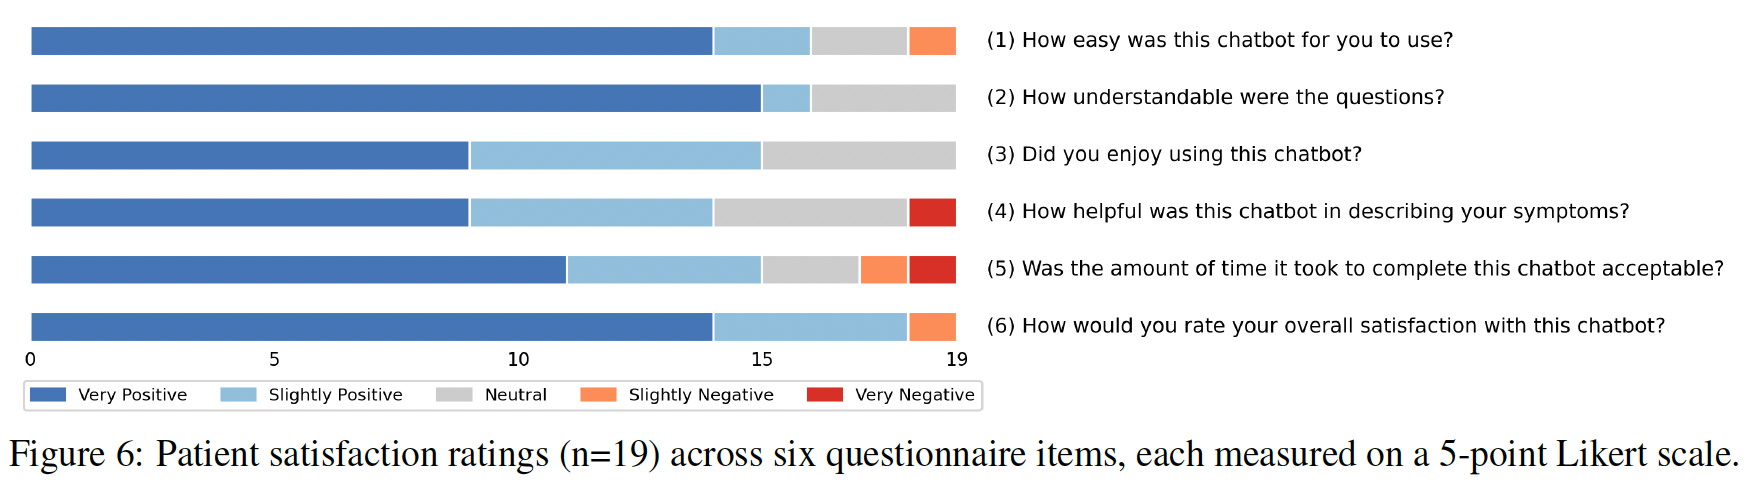 (1) How easy was this chatbot for you to use?
(2) How understandable were the questions?
(3) Did you enjoy using this chatbot?
(4) How helpful was this chatbot in describing your symptoms?
(5) Was the amount of time it took to complete this chatbot acceptable?
(6) How would you rate your overall satisfaction with this chatbot?
0 5 10 15 19
Very Positive Slightly Positive Neutral Slightly Negative Very Negative
Figure 6: Patient satisfaction ratings (n=19) across six questionnaire items, each measured on a 5-point Likert scale.